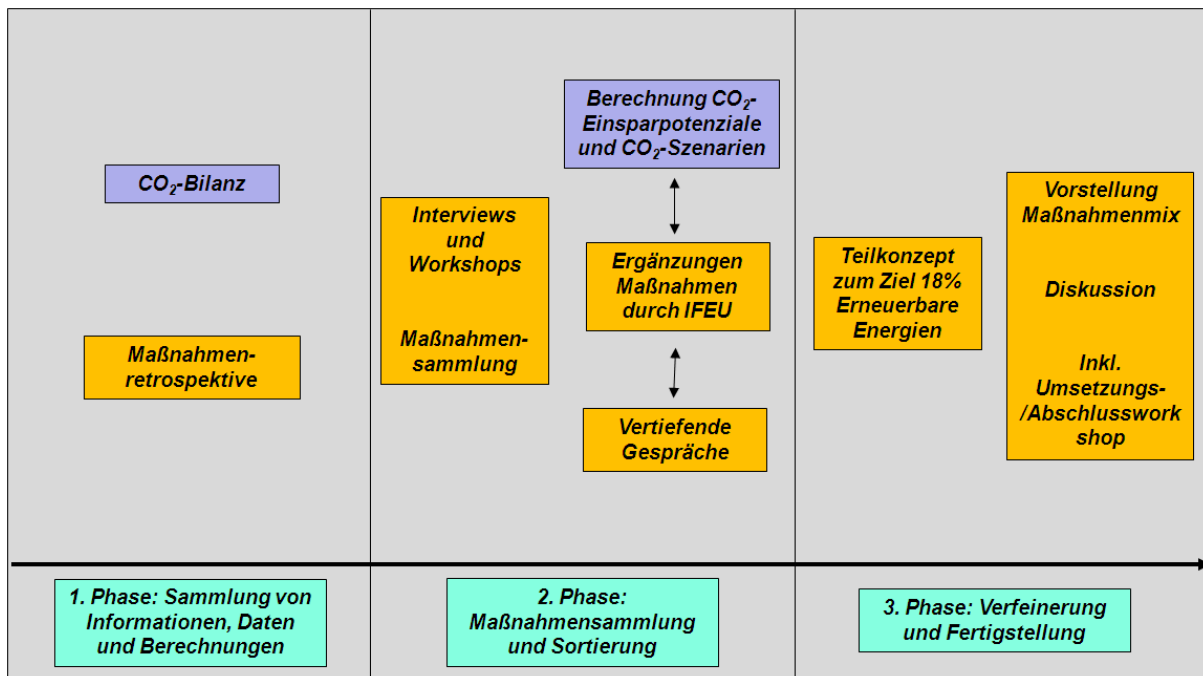 CO₂-Bilanz
Maßnahmen-
retrospektive
Interviews
und
Workshops
Maßnahmen-
sammlung
Berechnung CO₂-
Einsparpotenziale
und CO₂-Szenarien
Ergänzungen
Maßnahmen
durch IFEU
Vertiefende
Gespräche
Teilkonzept
zum Ziel 18%
Erneuerbare
Energien
Vorstellung
Maßnahmenmix
Diskussion
Inkl.
Umsetzungs-
/Abschlusswork
shop
1. Phase: Sammlung von
Informationen, Daten
und Berechnungen
2. Phase:
Maßnahmensammlung
und Sortierung
3. Phase: Verfeinerung
und Fertigstellung